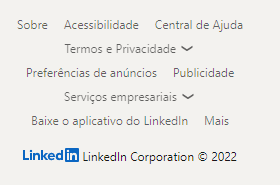 Sobre Acessibilidade Central de Ajuda
Termos e Privacidade
Preferências de anúncios Publicidade
Serviços empresariais
Baixe o aplicativo do LinkedIn Mais
LinkedIn LinkedIn Corporation © 2022